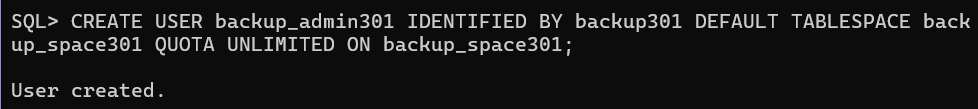 SQL> CREATE USER backup_admin301 IDENTIFIED BY backup301 DEFAULT TABLESPACE back
up_space301 QUOTA UNLIMITED ON backup_space301;
User created.